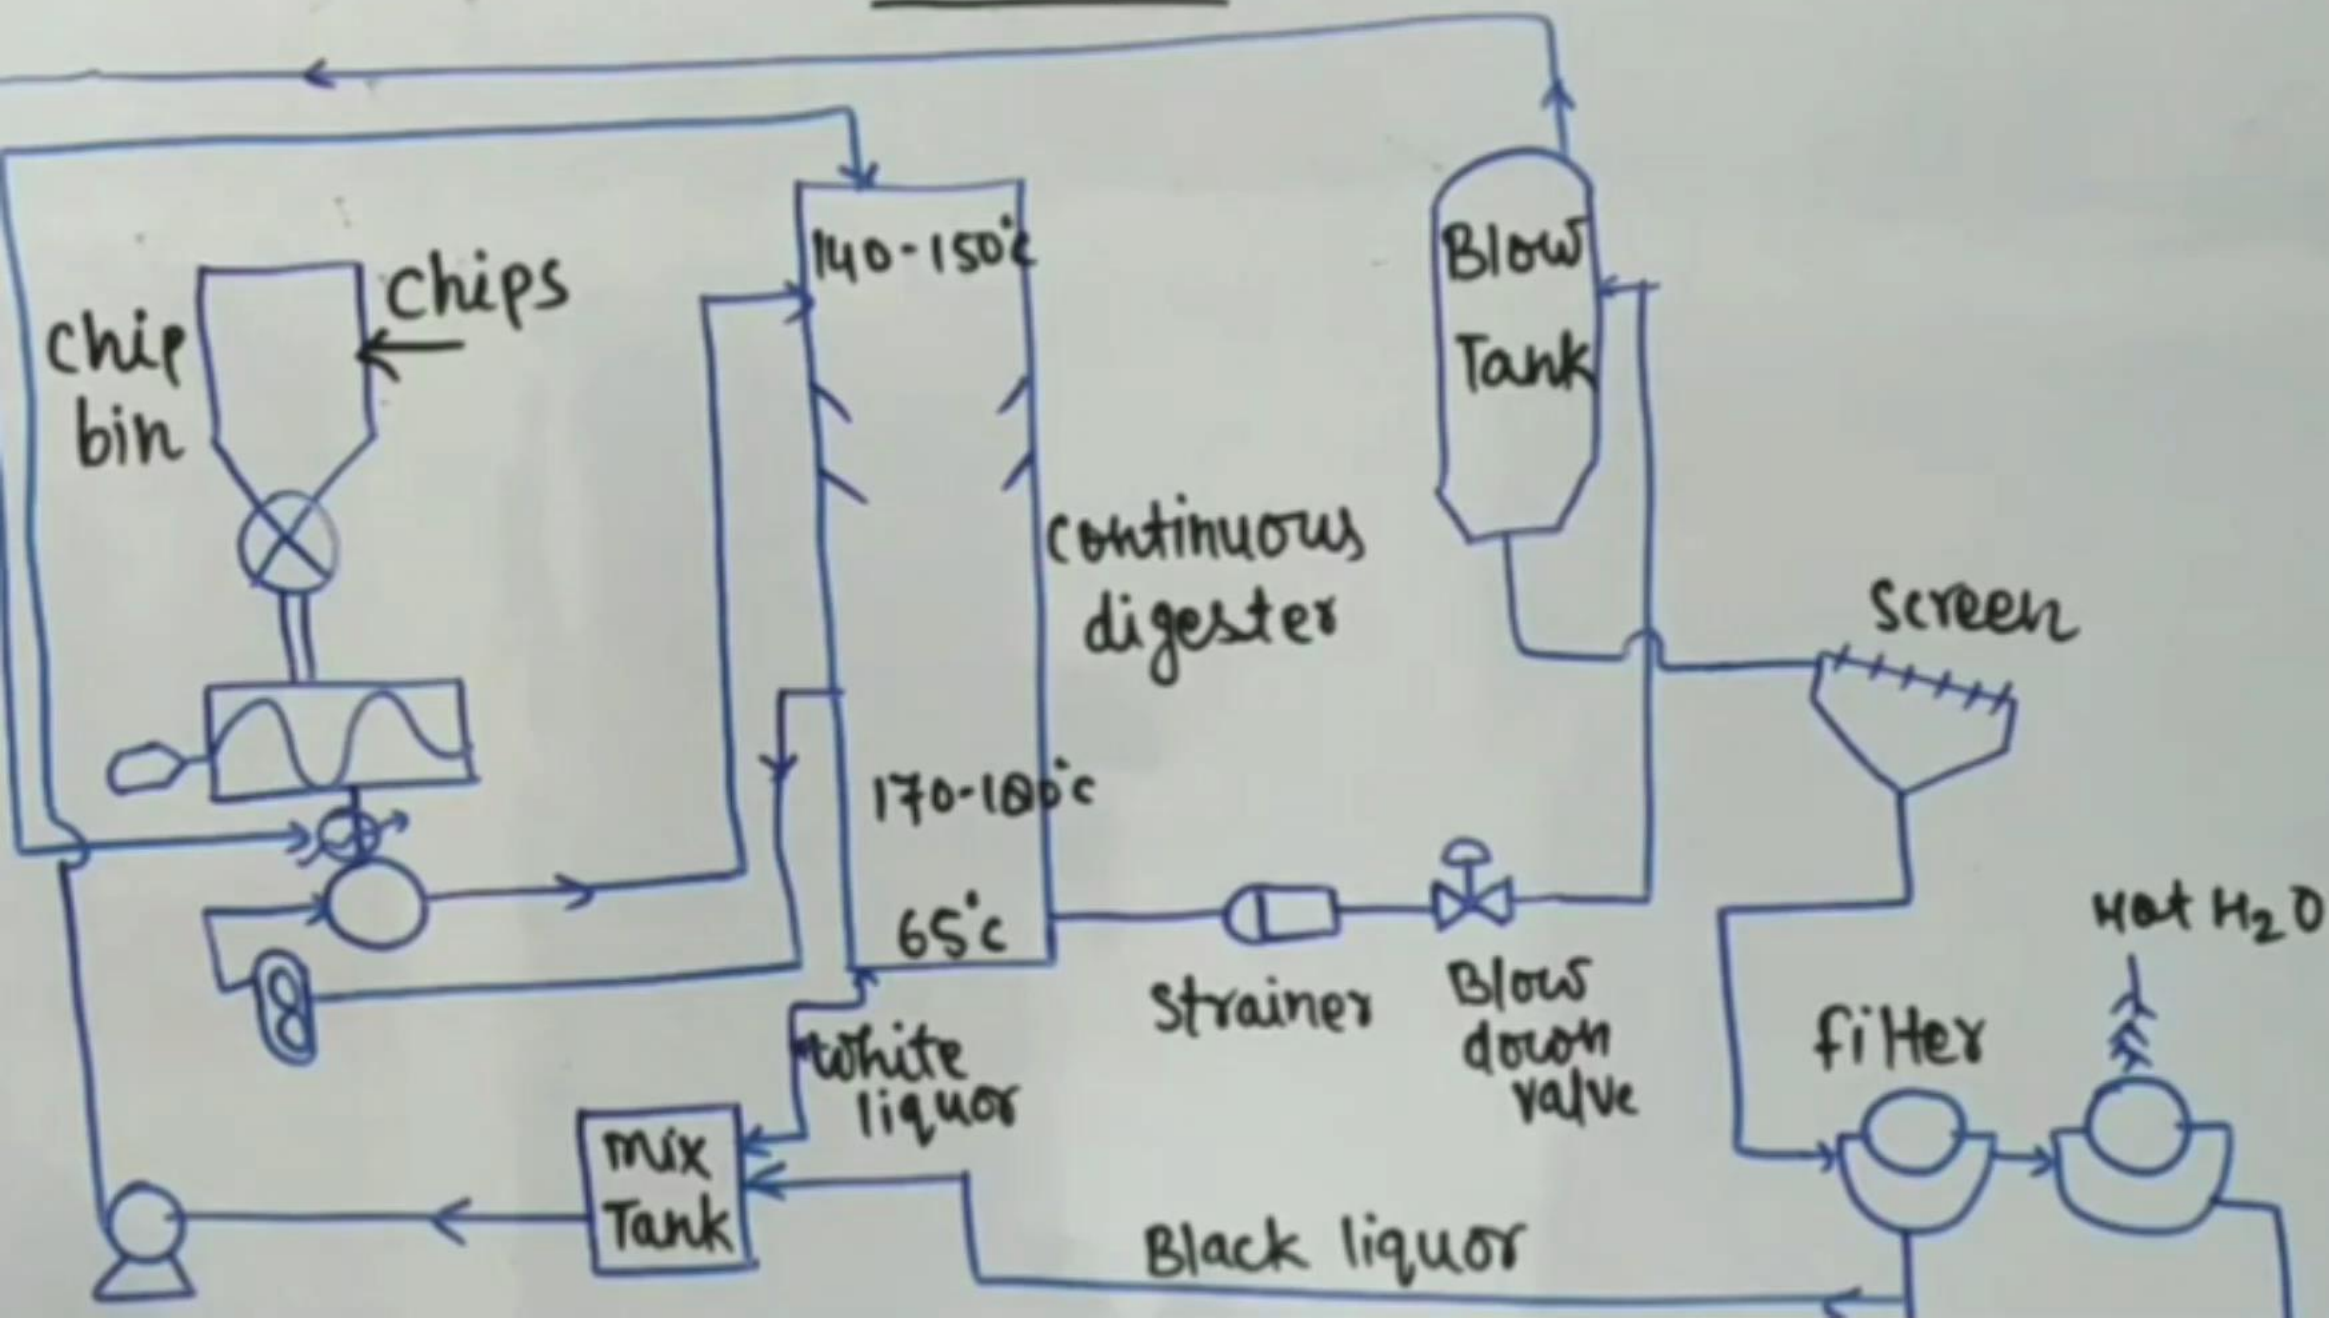 Chips
Chip
bin
140-150°C
Blow
Tank
continuous
digester
screen
170-180°C
65°C
Hot H2O
Strainer
Blow
down
valve
filter
White
liquor
Mix
Tank
Black liquor